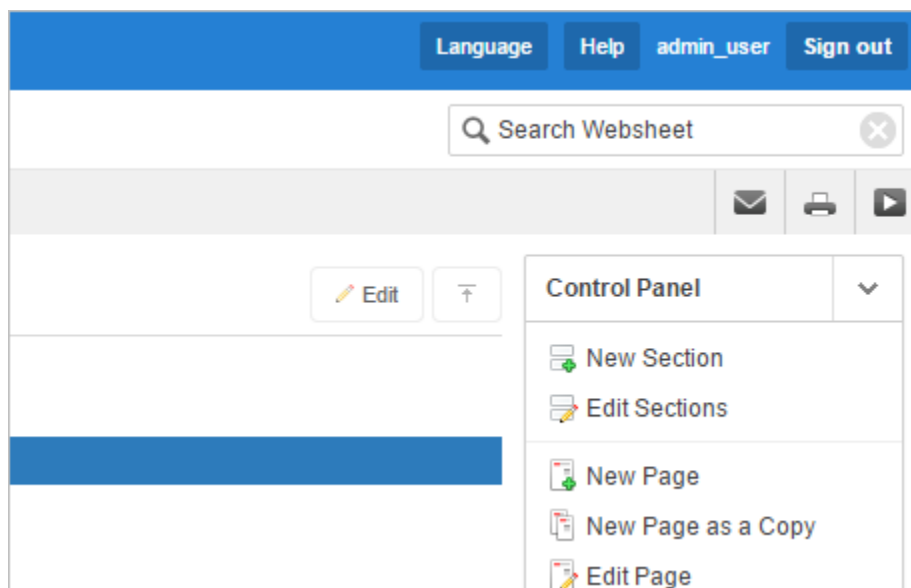 Language Help admin_user Sign out
Search Websheet
Edit
Control Panel
New Section
Edit Sections
New Page
New Page as a Copy
Edit Page